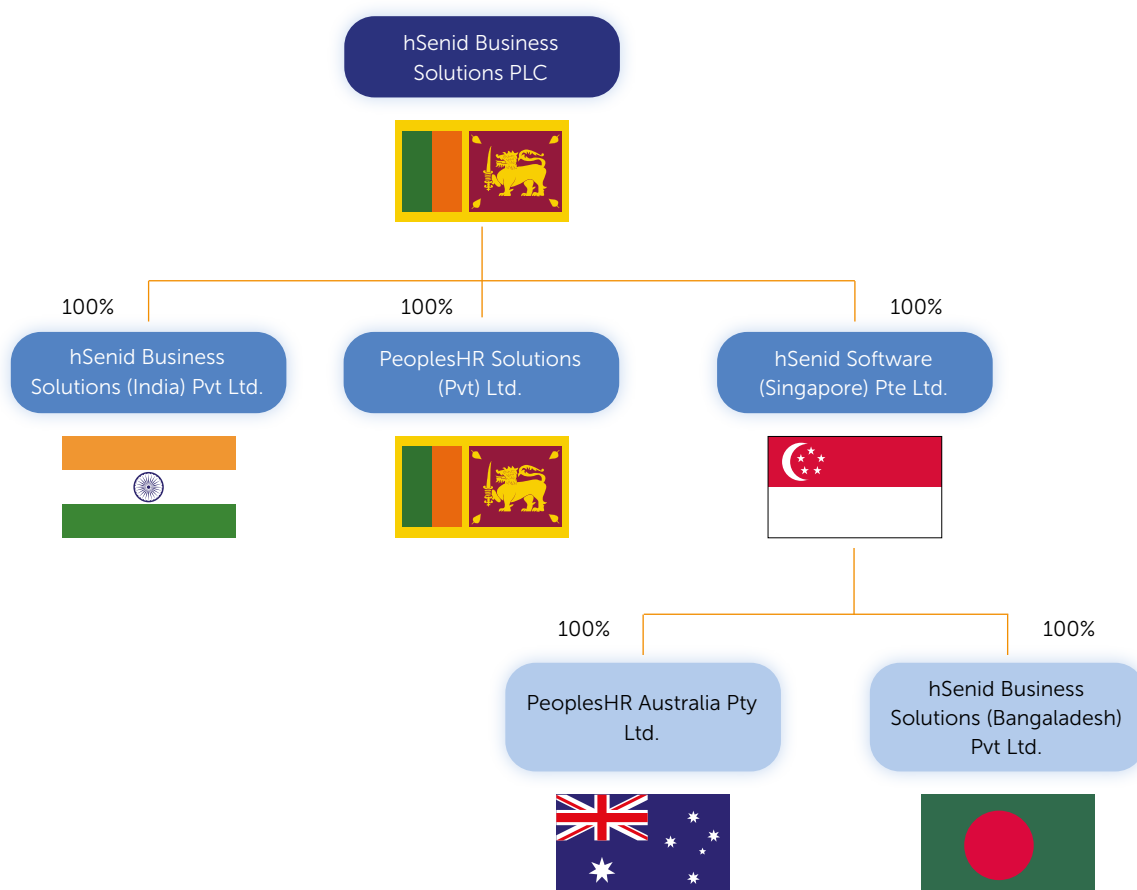 hSenid Business
Solutions PLC
100%
100%
100%
hSenid Business
Solutions (India) Pvt Ltd.
PeoplesHR Solutions
(Pvt) Ltd.
hSenid Software
(Singapore) Pte Ltd.
100%
100%
PeoplesHR Australia Pty
Ltd.
hSenid Business
Solutions (Bangaladesh)
Pvt Ltd.